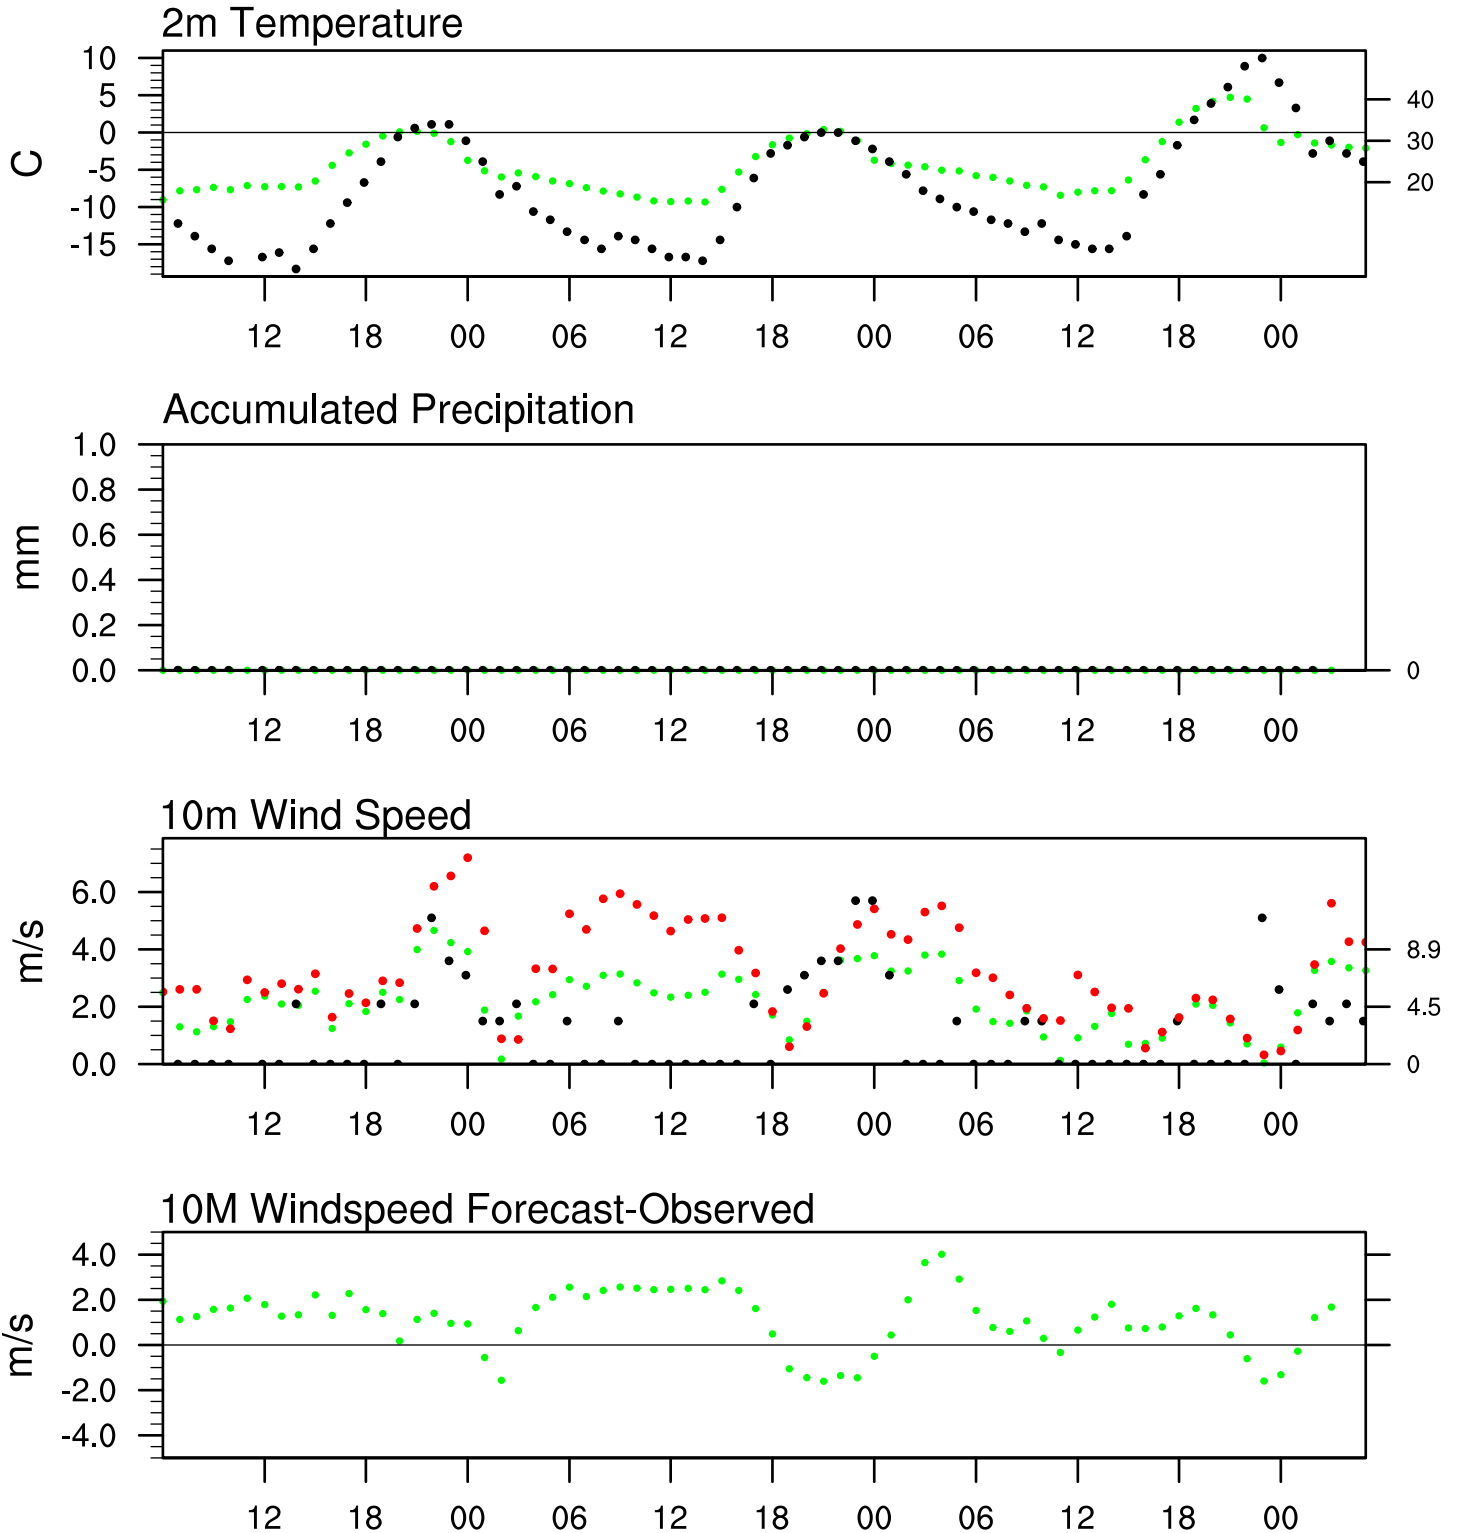 2m Temperature
10
5
0
-5
-10
-15
C
40
30
20
12 18 00 06 12 18 00 06 12 18 00
Accumulated Precipitation
1.0
0.8
0.6
0.4
0.2
0.0
mm
0
12 18 00 06 12 18 00 06 12 18 00
10m Wind Speed
6.0
4.0
2.0
0.0
m/s
8.9
4.5
0
12 18 00 06 12 18 00 06 12 18 00
10M Windspeed Forecast-Observed
4.0
2.0
0.0
-2.0
-4.0
m/s
12 18 00 06 12 18 00 06 12 18 00